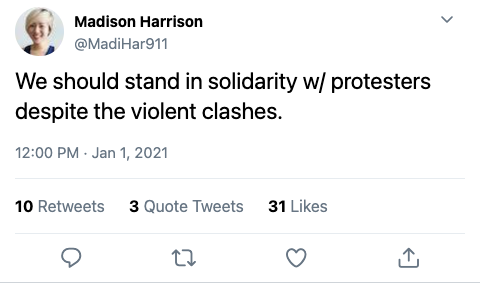 Madison Harrison
@MadiHar911
We should stand in solidarity w/ protesters
despite the violent clashes.
12:00 PM · Jan 1, 2021
10 Retweets 3 Quote Tweets 31 Likes